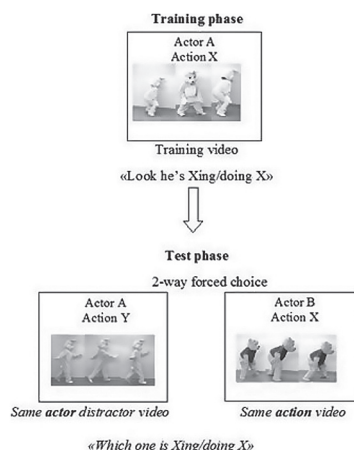 Training phase
Actor A
Action X
Training video
«Look he's Xing/doing X»
Test phase
2-way forced choice
Actor A
Action Y
Actor B
Action X
Same actor distractor video
Same action video
«Which one is Xing/doing X»